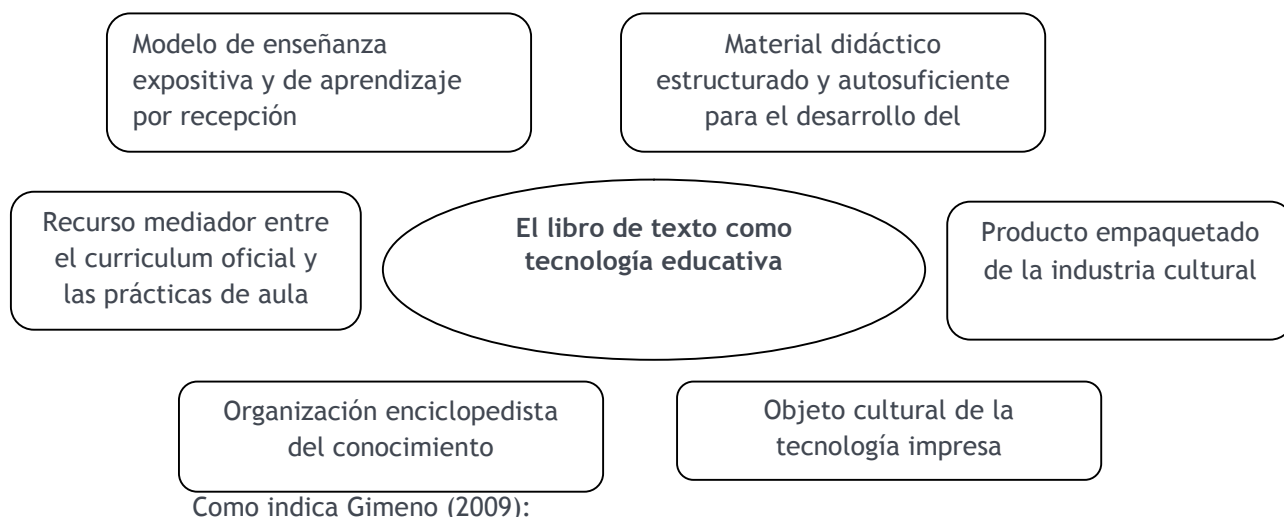 Modelo de enseñanza
expositiva y de aprendizaje
por recepción
Material didáctico
estructurado y autosuficiente
para el desarrollo del
Recurso mediador entre
el curriculum oficial y
las prácticas de aula
El libro de texto como
tecnología educativa
Producto empaquetado
de la industria cultural
Organización enciclopedista
del conocimiento
Objeto cultural de la
tecnología impresa
Como indica Gimeno (2009):